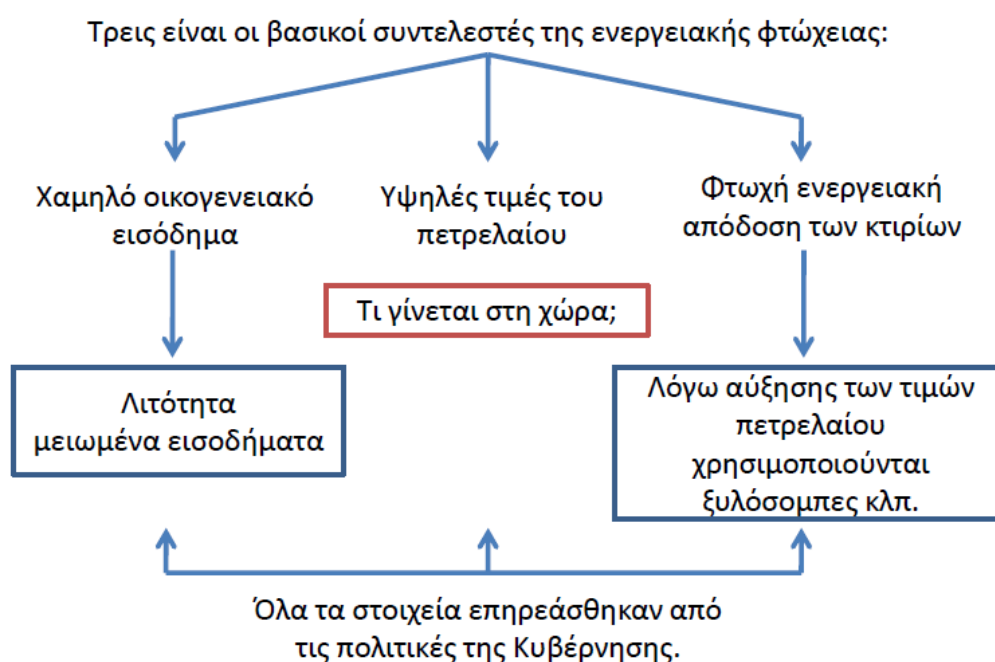 Τρεις είναι οι βασικοί συντελεστές της ενεργειακής φτώχειας:
Χαμηλό οικογενειακό
εισόδημα
Υψηλές τιμές του
πετρελαίου
Φτωχή ενεργειακή
απόδοση των κτιρίων
Τι γίνεται στη χώρα;
Λιτότητα
μειωμένα εισοδήματα
Λόγω αύξησης των τιμών
πετρελαίου
χρησιμοποιούνται
ξυλόσομπες κλπ.
Όλα τα στοιχεία επηρεάσθηκαν από
τις πολιτικές της Κυβέρνησης.